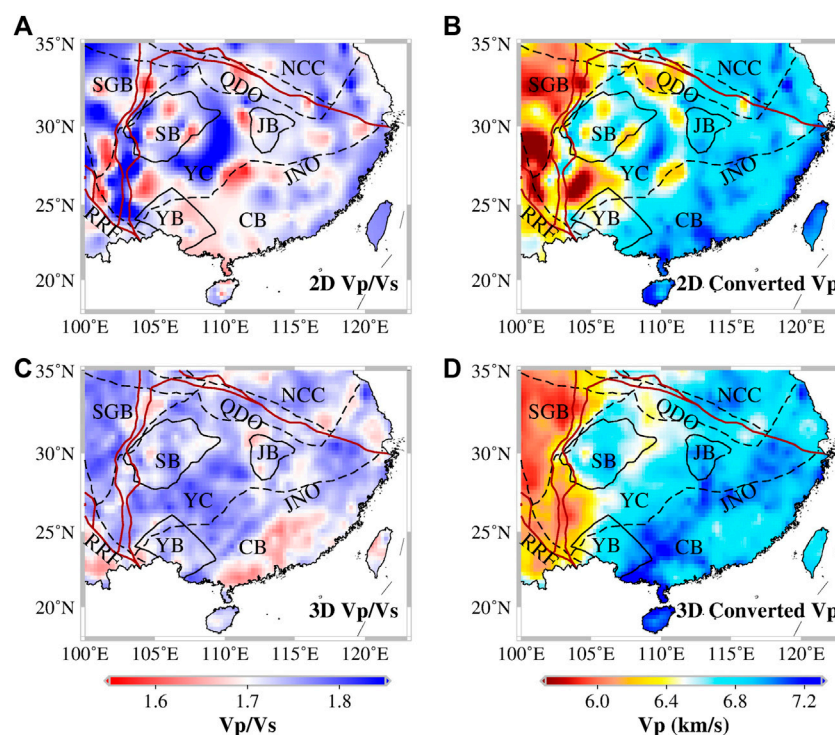 A
B
35°N
30°N
25°N
20°N
100°E
105°E
110°E
115°E
120°E
SGB
QDO
NCC
SB
JB
YC
JNO
RRF
YB
CB
2D Vp/Vs
35°N
30°N
25°N
20°N
100°E
105°E
110°E
115°E
120°E
SGB
QDO
NCC
SB
JB
YC
JNO
RRF
YB
CB
2D Converted Vp
C
D
35°N
30°N
25°N
20°N
100°E
105°E
110°E
115°E
120°E
SGB
QDO
NCC
SB
JB
YC
JNO
RRF
YB
CB
3D Vp/Vs
35°N
30°N
25°N
20°N
100°E
105°E
110°E
115°E
120°E
SGB
QDO
NCC
SB
JB
YC
JNO
RRF
YB
CB
3D Converted Vp
1.6 1.7 1.8
Vp/Vs
6.0 6.4 6.8 7.2
Vp (km/s)